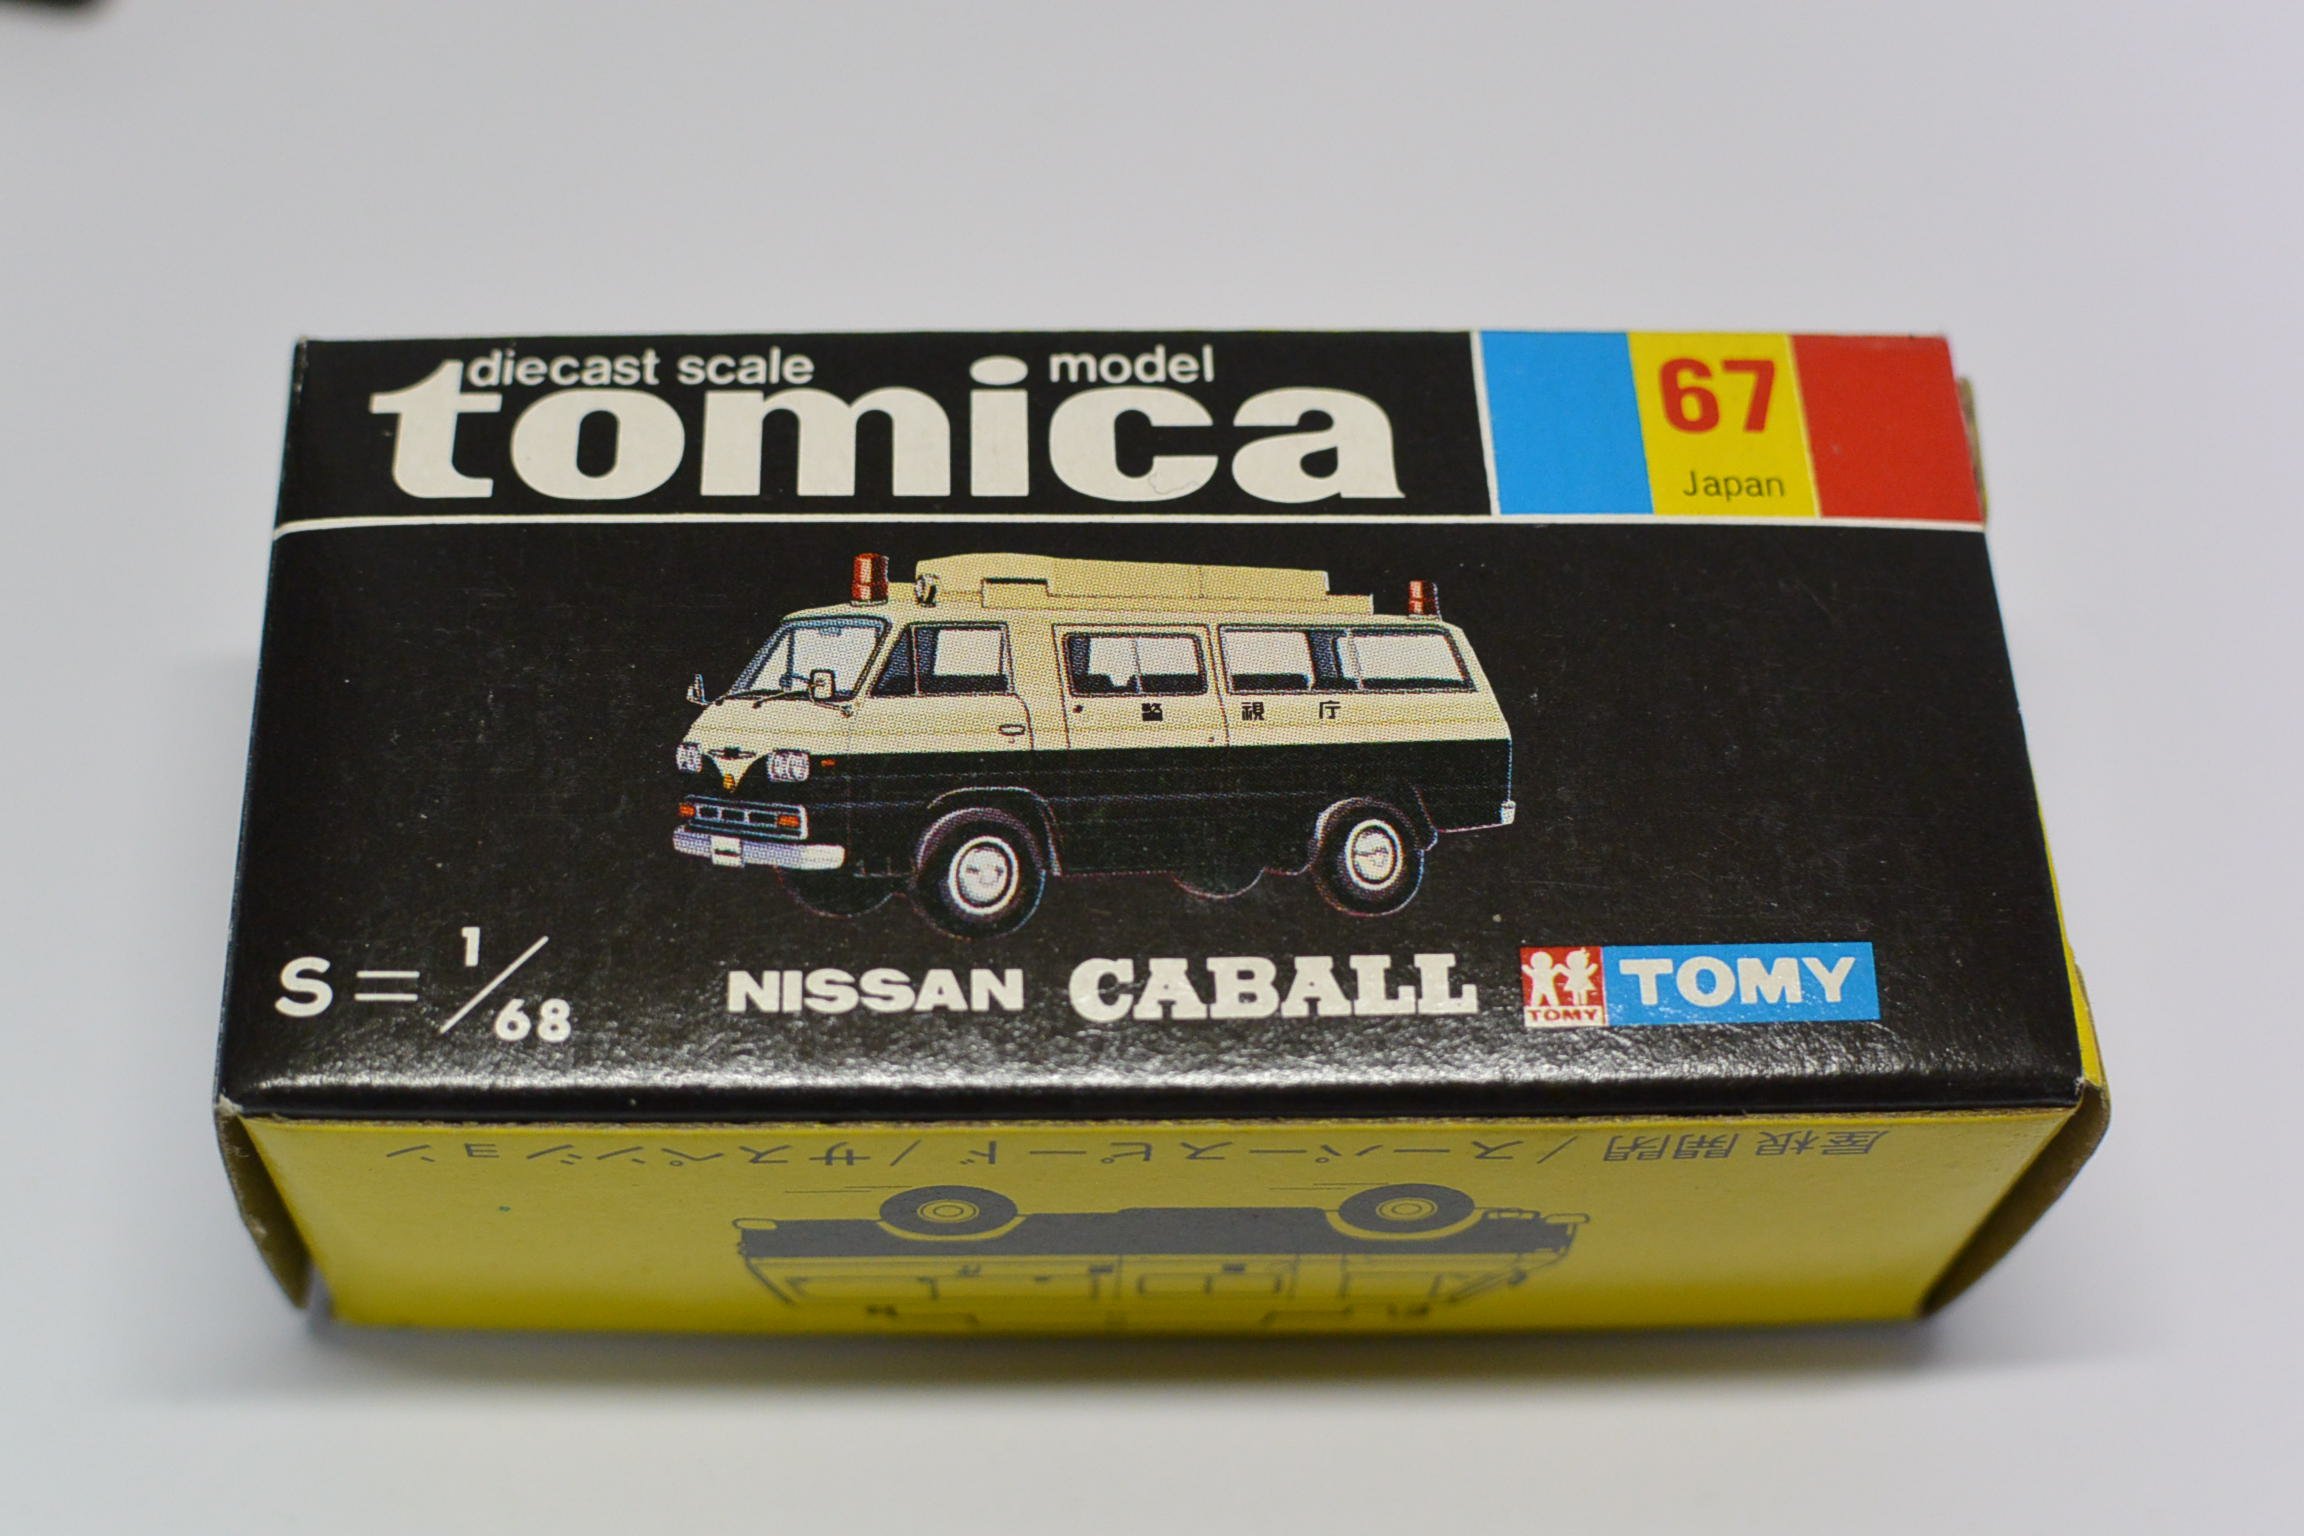 diecast scale model
tomica
67
Japan
警視庁
S=1/68
NISSAN CABALL
TOMY
TOMY
屋根開閉/スーパースピード/サスペンション